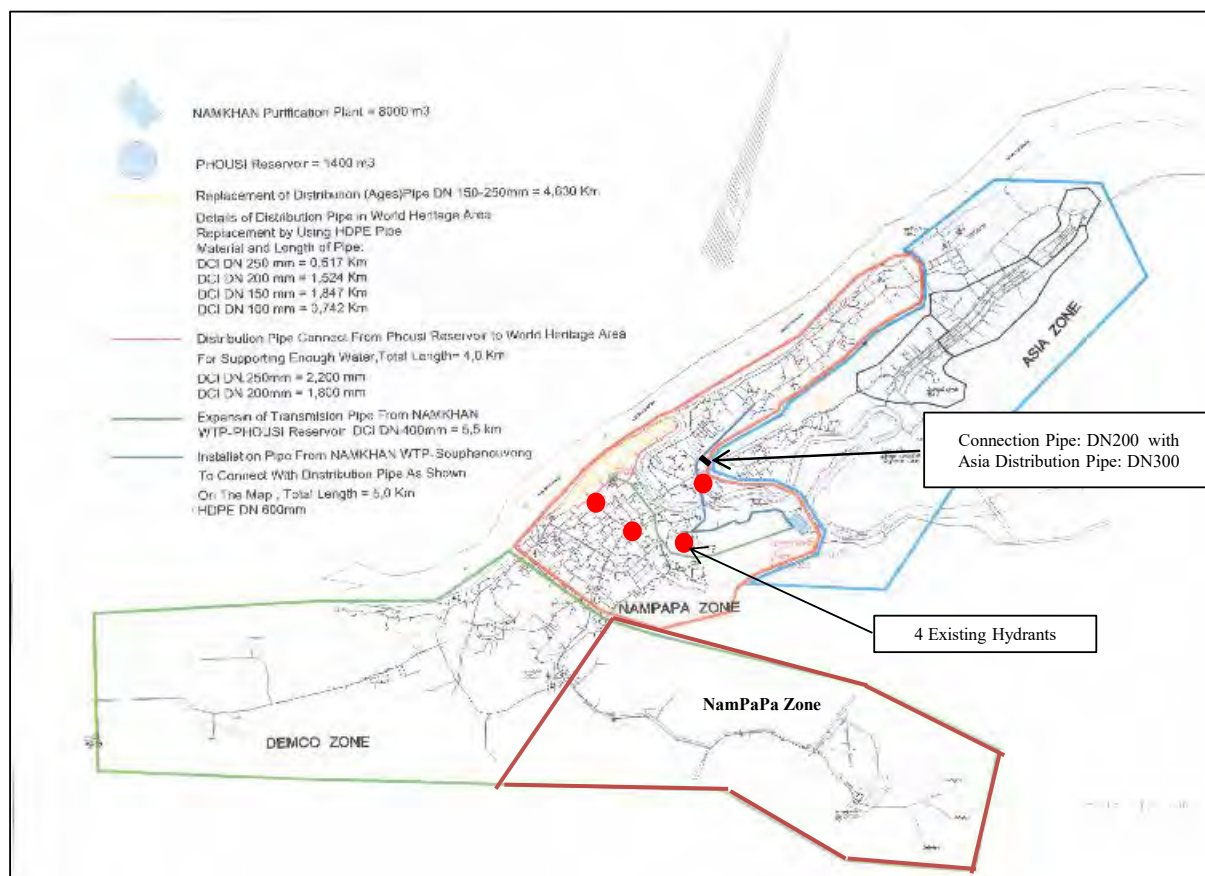 NAMKHAN Purification Plant = 8000 m3
PHOUSI Reservoir = 1400 m3
Replacement of Distribution (Ages)Pipe DN 150-250mm = 4,630 Km
Details of Distribution Pipe in World Heritage Area
Replacement by Using HDPE Pipe
Material and Length of Pipe:
DCI DN 250 mm = 0,517 Km
DCI DN 200 mm = 1,524 Km
DCI DN 150 mm = 1,847 Km
DCI DN 100 mm = 0,742 Km
Distribution Pipe Connect From Phousi Reservoir to World Heritage Area
For Supporting Enough Water,Total Length= 4,0 Km
DCI DN.250mm = 2,200 mm
DCI DN 200mm = 1,800 mm
Expansin of Transmision Pipe From NAMKHAN
WTP-PHOUSI Reservoir DCI DN 400mm = 5,5 km
Installation Pipe From NAMKHAN WTP-Souphanouvong
To Connect With Dnstribution Pipe As Shown
On The Map , Total Length = 5,0 Km
HDPE DN 600mm
ASIA ZONE
Connection Pipe: DN200 with
Asia Distribution Pipe: DN300
NAMPAPA ZONE
4 Existing Hydrants
NamPaPa Zone
DEMCO ZONE